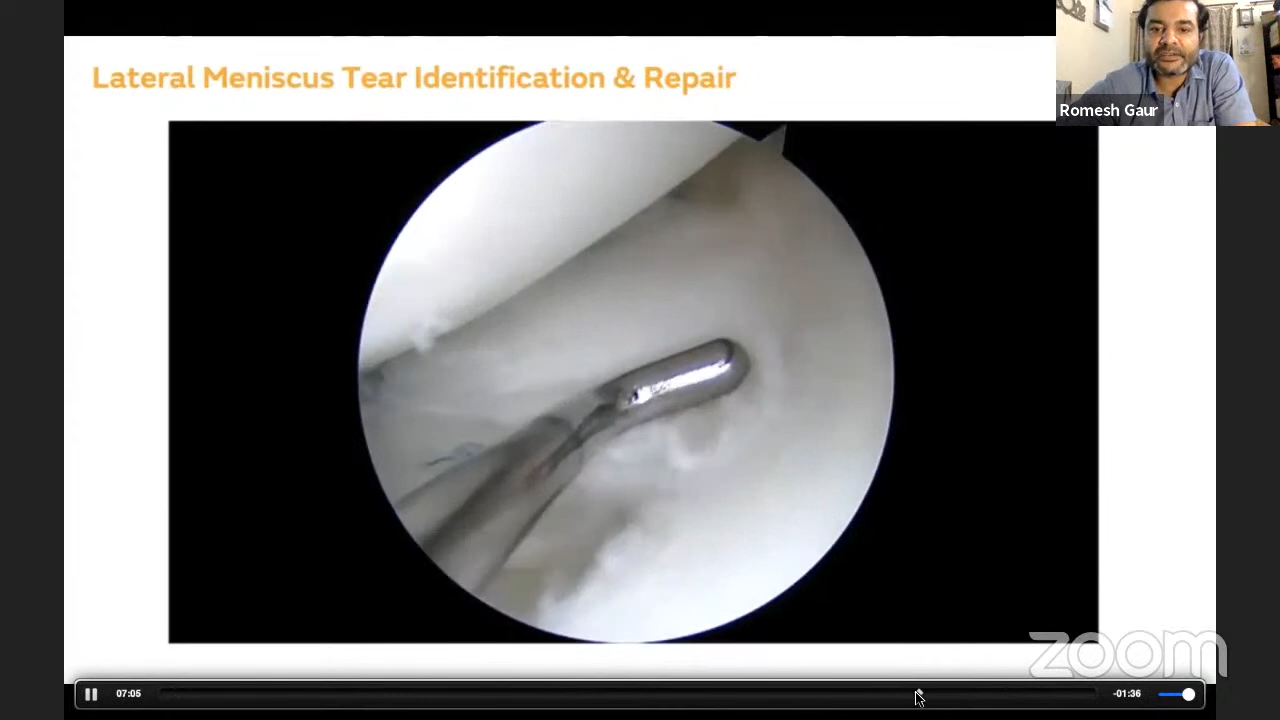 Lateral Meniscus Tear Identification & Repair
Romesh Gaur
zoom
07:05
-01:36